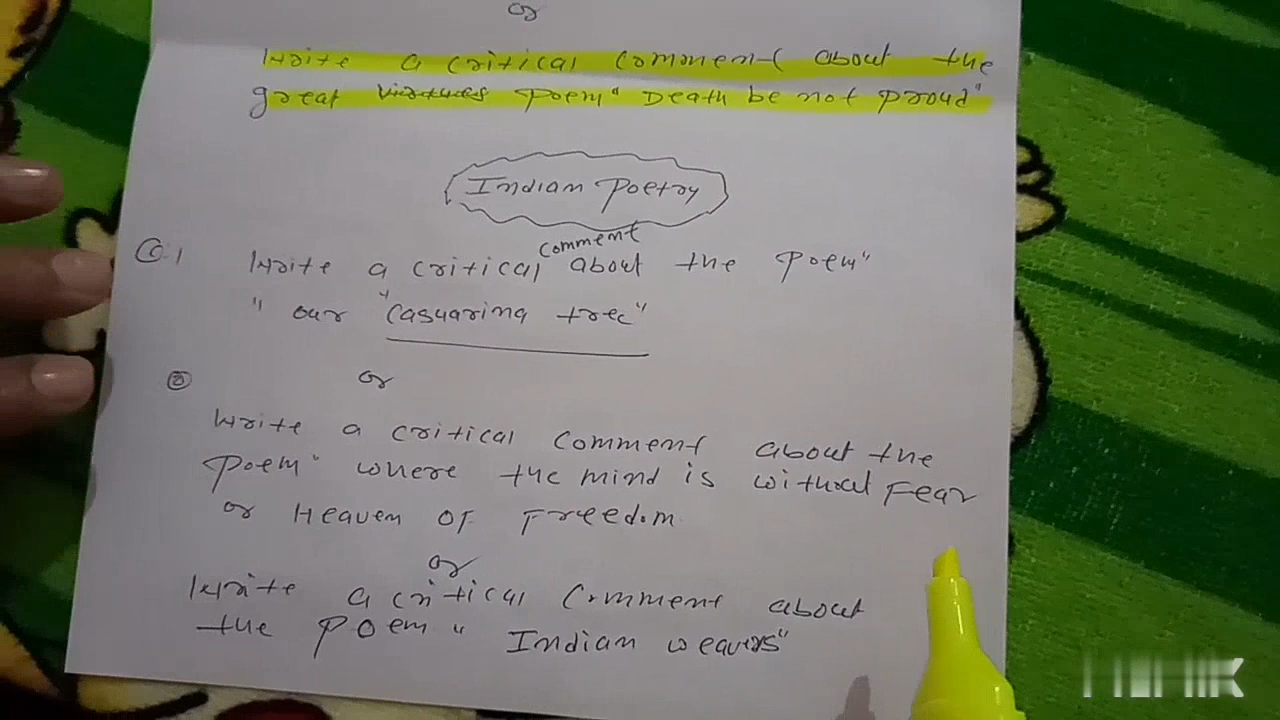 or
Write a critical comment about the
great virtues Poem" Death be not proud"
Indian Poetry
Q.1
comment
Write a critical about the Poem"
" our "Casuaring tree"
②
or
Write a critical comment about the
Poem" where the mind is without Fear
or Heaven OF Freedom.
or
Write a critical comment about
the Poem " Indian weavers"